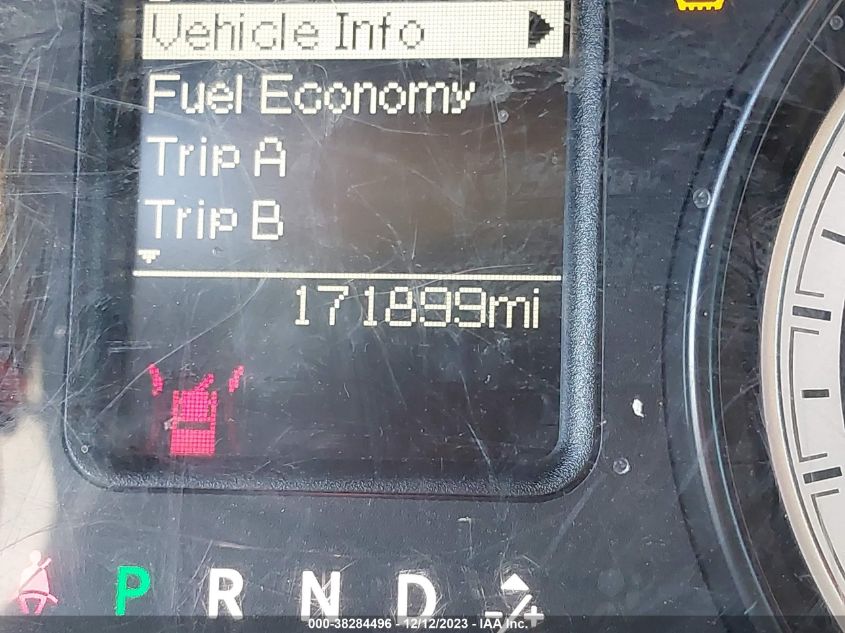 Vehicle Info
Fuel Economy
Trip A
Trip B
171899mi
P R N D -/+
000-38284496 - 12/12/2023 - IAA Inc.